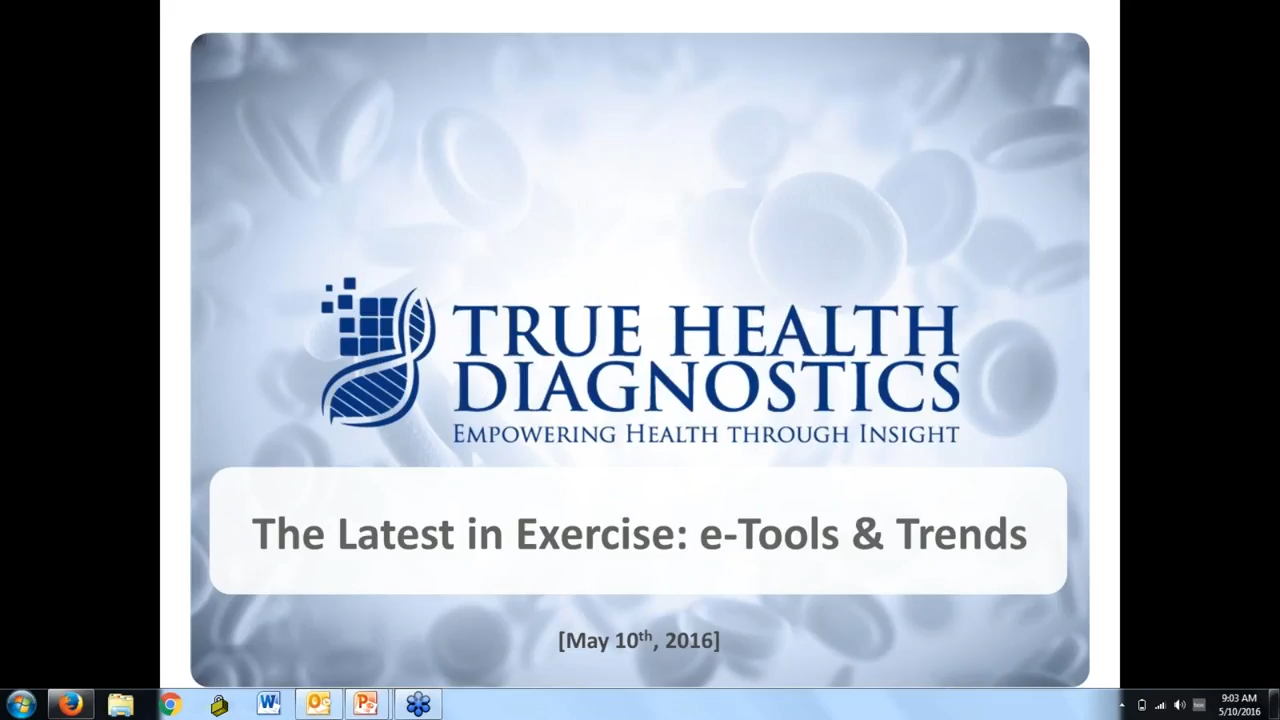 TRUE HEALTH
DIAGNOSTICS
EMPOWERING HEALTH THROUGH INSIGHT
The Latest in Exercise: e-Tools & Trends
[May 10th, 2016]
9:03 AM
5/10/2016